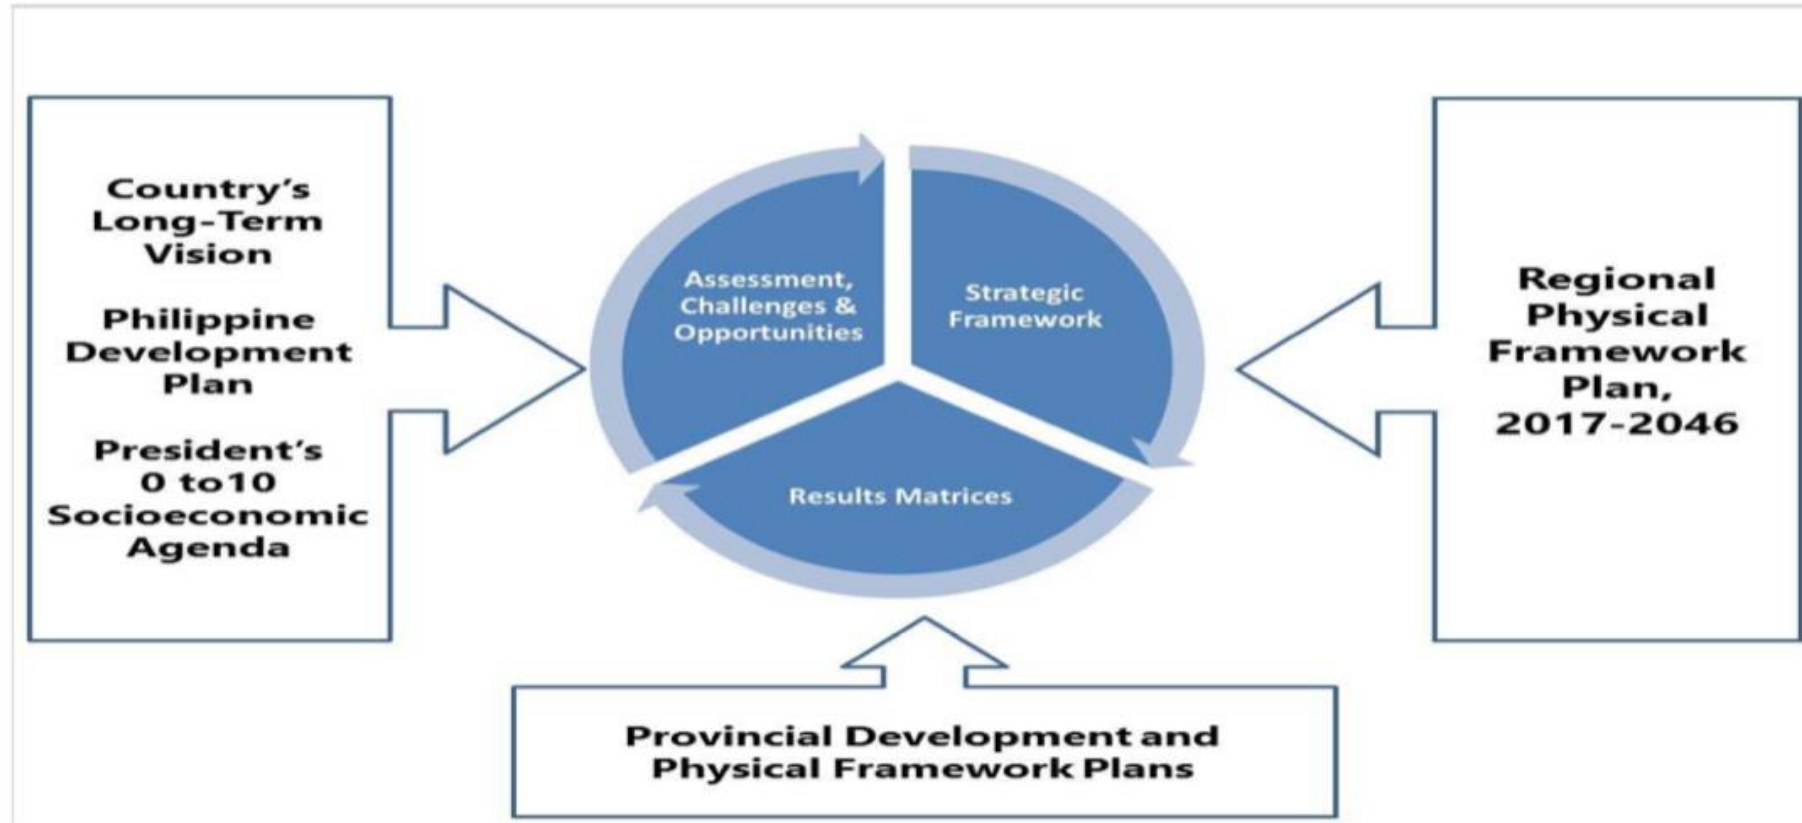 Country's
Long-Term
Vision
Philippine
Development
Plan
President's
0 to10
Socioeconomic
Agenda
Assessment,
Challenges &
Opportunities
Strategic
Framework
Results Matrices
Regional
Physical
Framework
Plan,
2017-2046
Provincial Development and
Physical Framework Plans